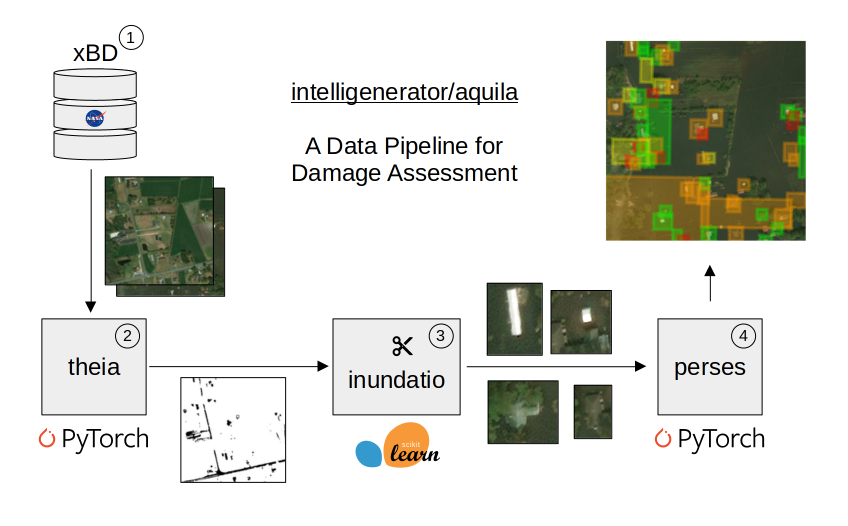 xBD
1
NASA
intelligenerator/aquila
A Data Pipeline for
Damage Assessment
2
theia
PyTorch
3
inundatio
scikit
learn
4
perses
PyTorch